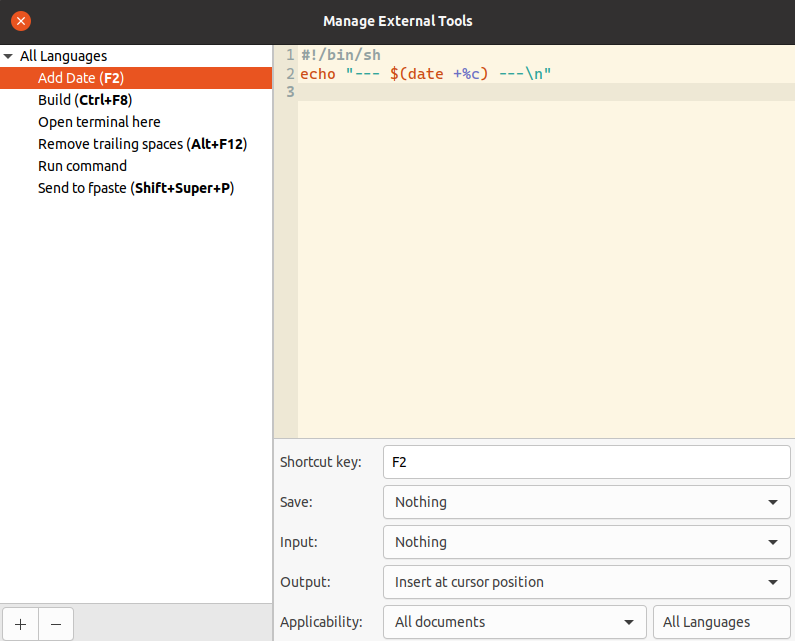 Manage External Tools
All Languages
Add Date (F2)
Build (Ctrl+F8)
Open terminal here
Remove trailing spaces (Alt+F12)
Run command
Send to fpaste (Shift+Super+P)
1 #!/bin/sh
2 echo "--- $(date +%c) ---\n"
3
Shortcut key: F2
Save: Nothing
Input: Nothing
Output: Insert at cursor position
Applicability: All documents All Languages